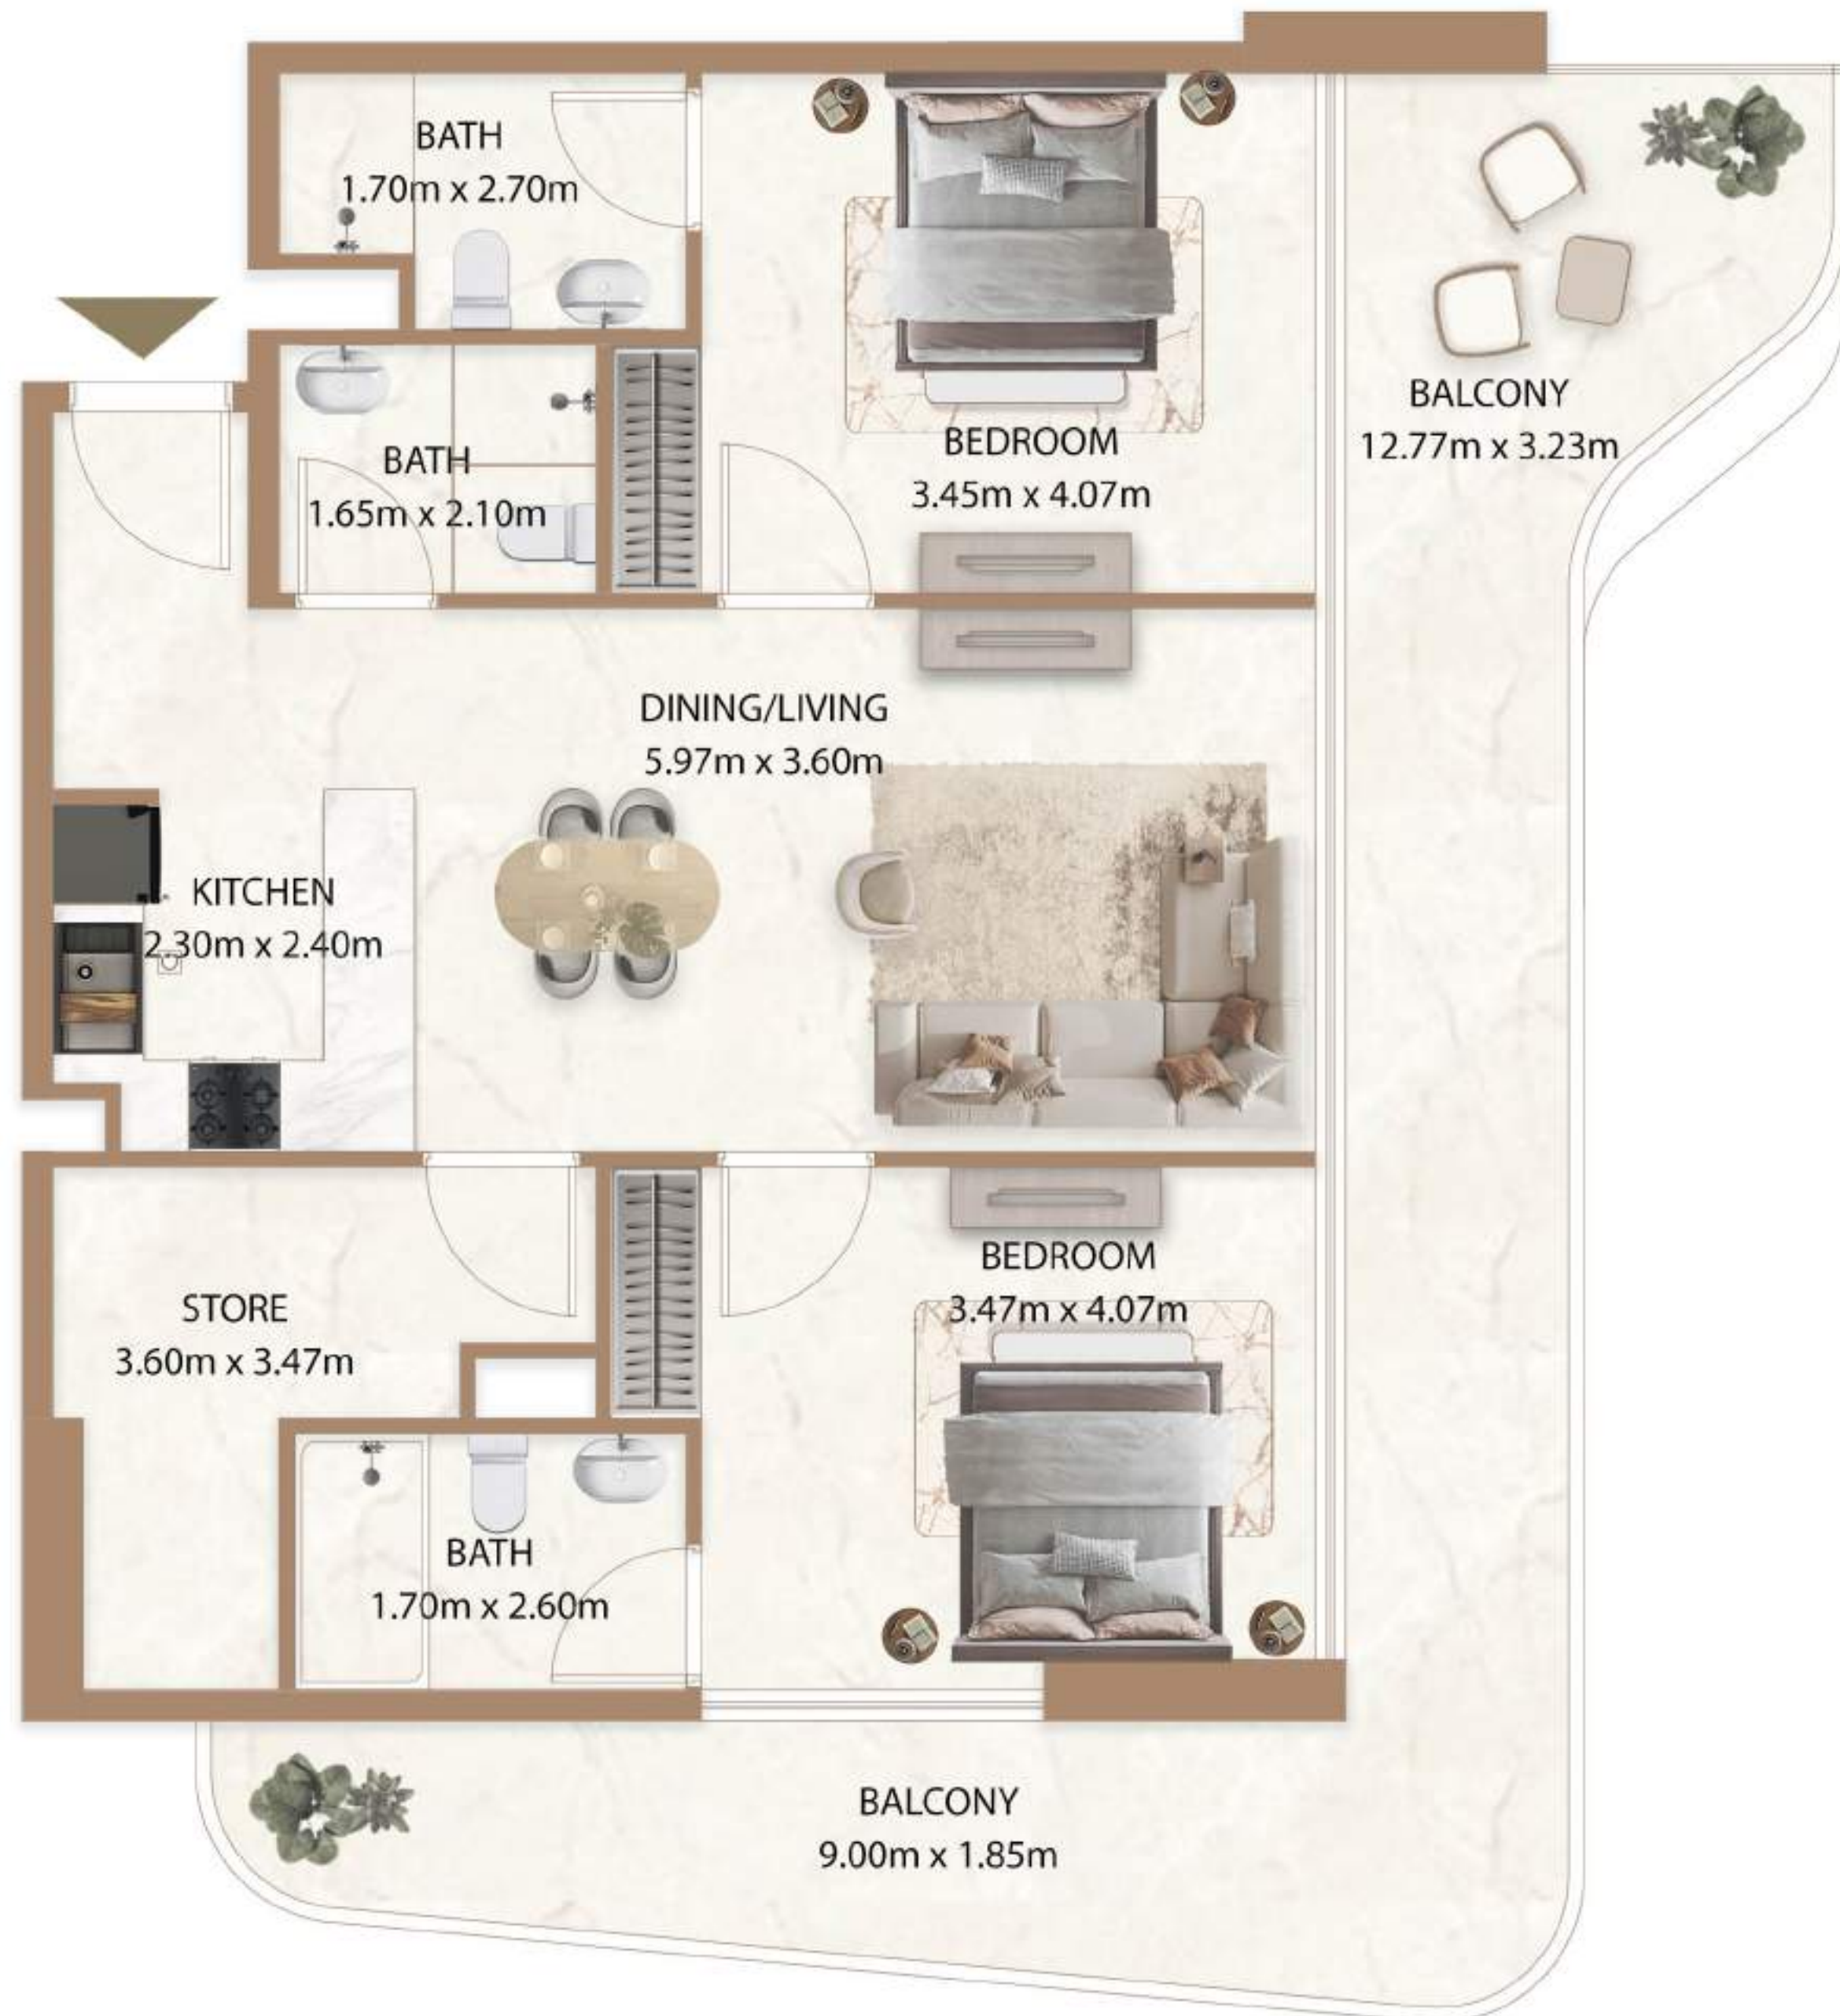 BATH
1.70m x 2.70m
BALCONY
12.77m x 3.23m
BEDROOM
3.45m x 4.07m
BATH
1.65m x 2.10m
DINING/LIVING
5.97m x 3.60m
KITCHEN
2.30m x 2.40m
BEDROOM
3.47m x 4.07m
STORE
3.60m x 3.47m
BATH
1.70m x 2.60m
BALCONY
9.00m x 1.85m